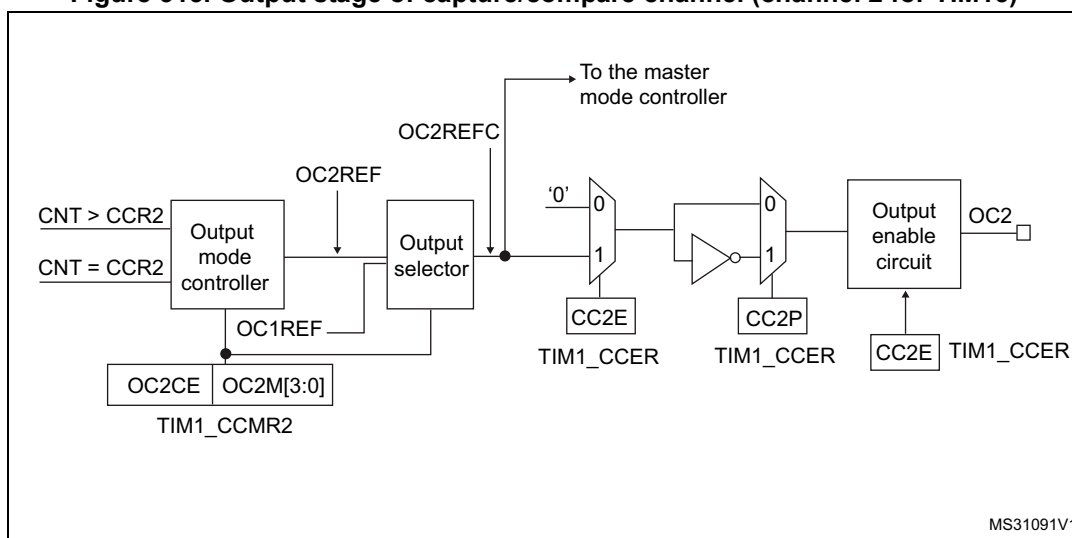 To the master
mode controller
OC2REFC
OC2REF
'0'
0
1
0
1
CNT > CCR2
CNT = CCR2
Output
mode
controller
Output
selector
Output
enable
circuit
OC2
OC1REF
CC2E
TIM1_CCER
CC2P
TIM1_CCER
CC2E
TIM1_CCER
OC2CE
OC2M[3:0]
TIM1_CCMR2
MS31091V1